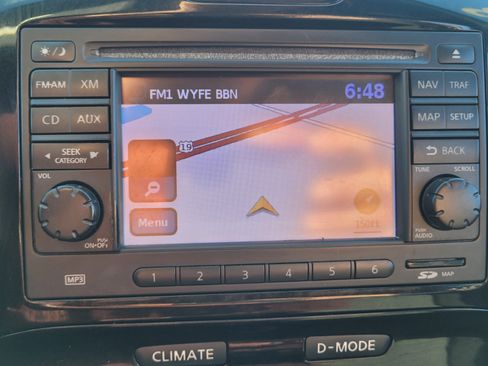 FM1 WYFE BBN 6:48
FM·AM XM
NAV TRAF
CD AUX
MAP SETUP
SEEK
CATEGORY
BACK
19
VOL
TUNE SCROLL
Menu
150ft
PUSH
ON•OFF
PUSH
AUDIO
MP3
1 2 3 4 5 6
SD MAP
CLIMATE
D-MODE